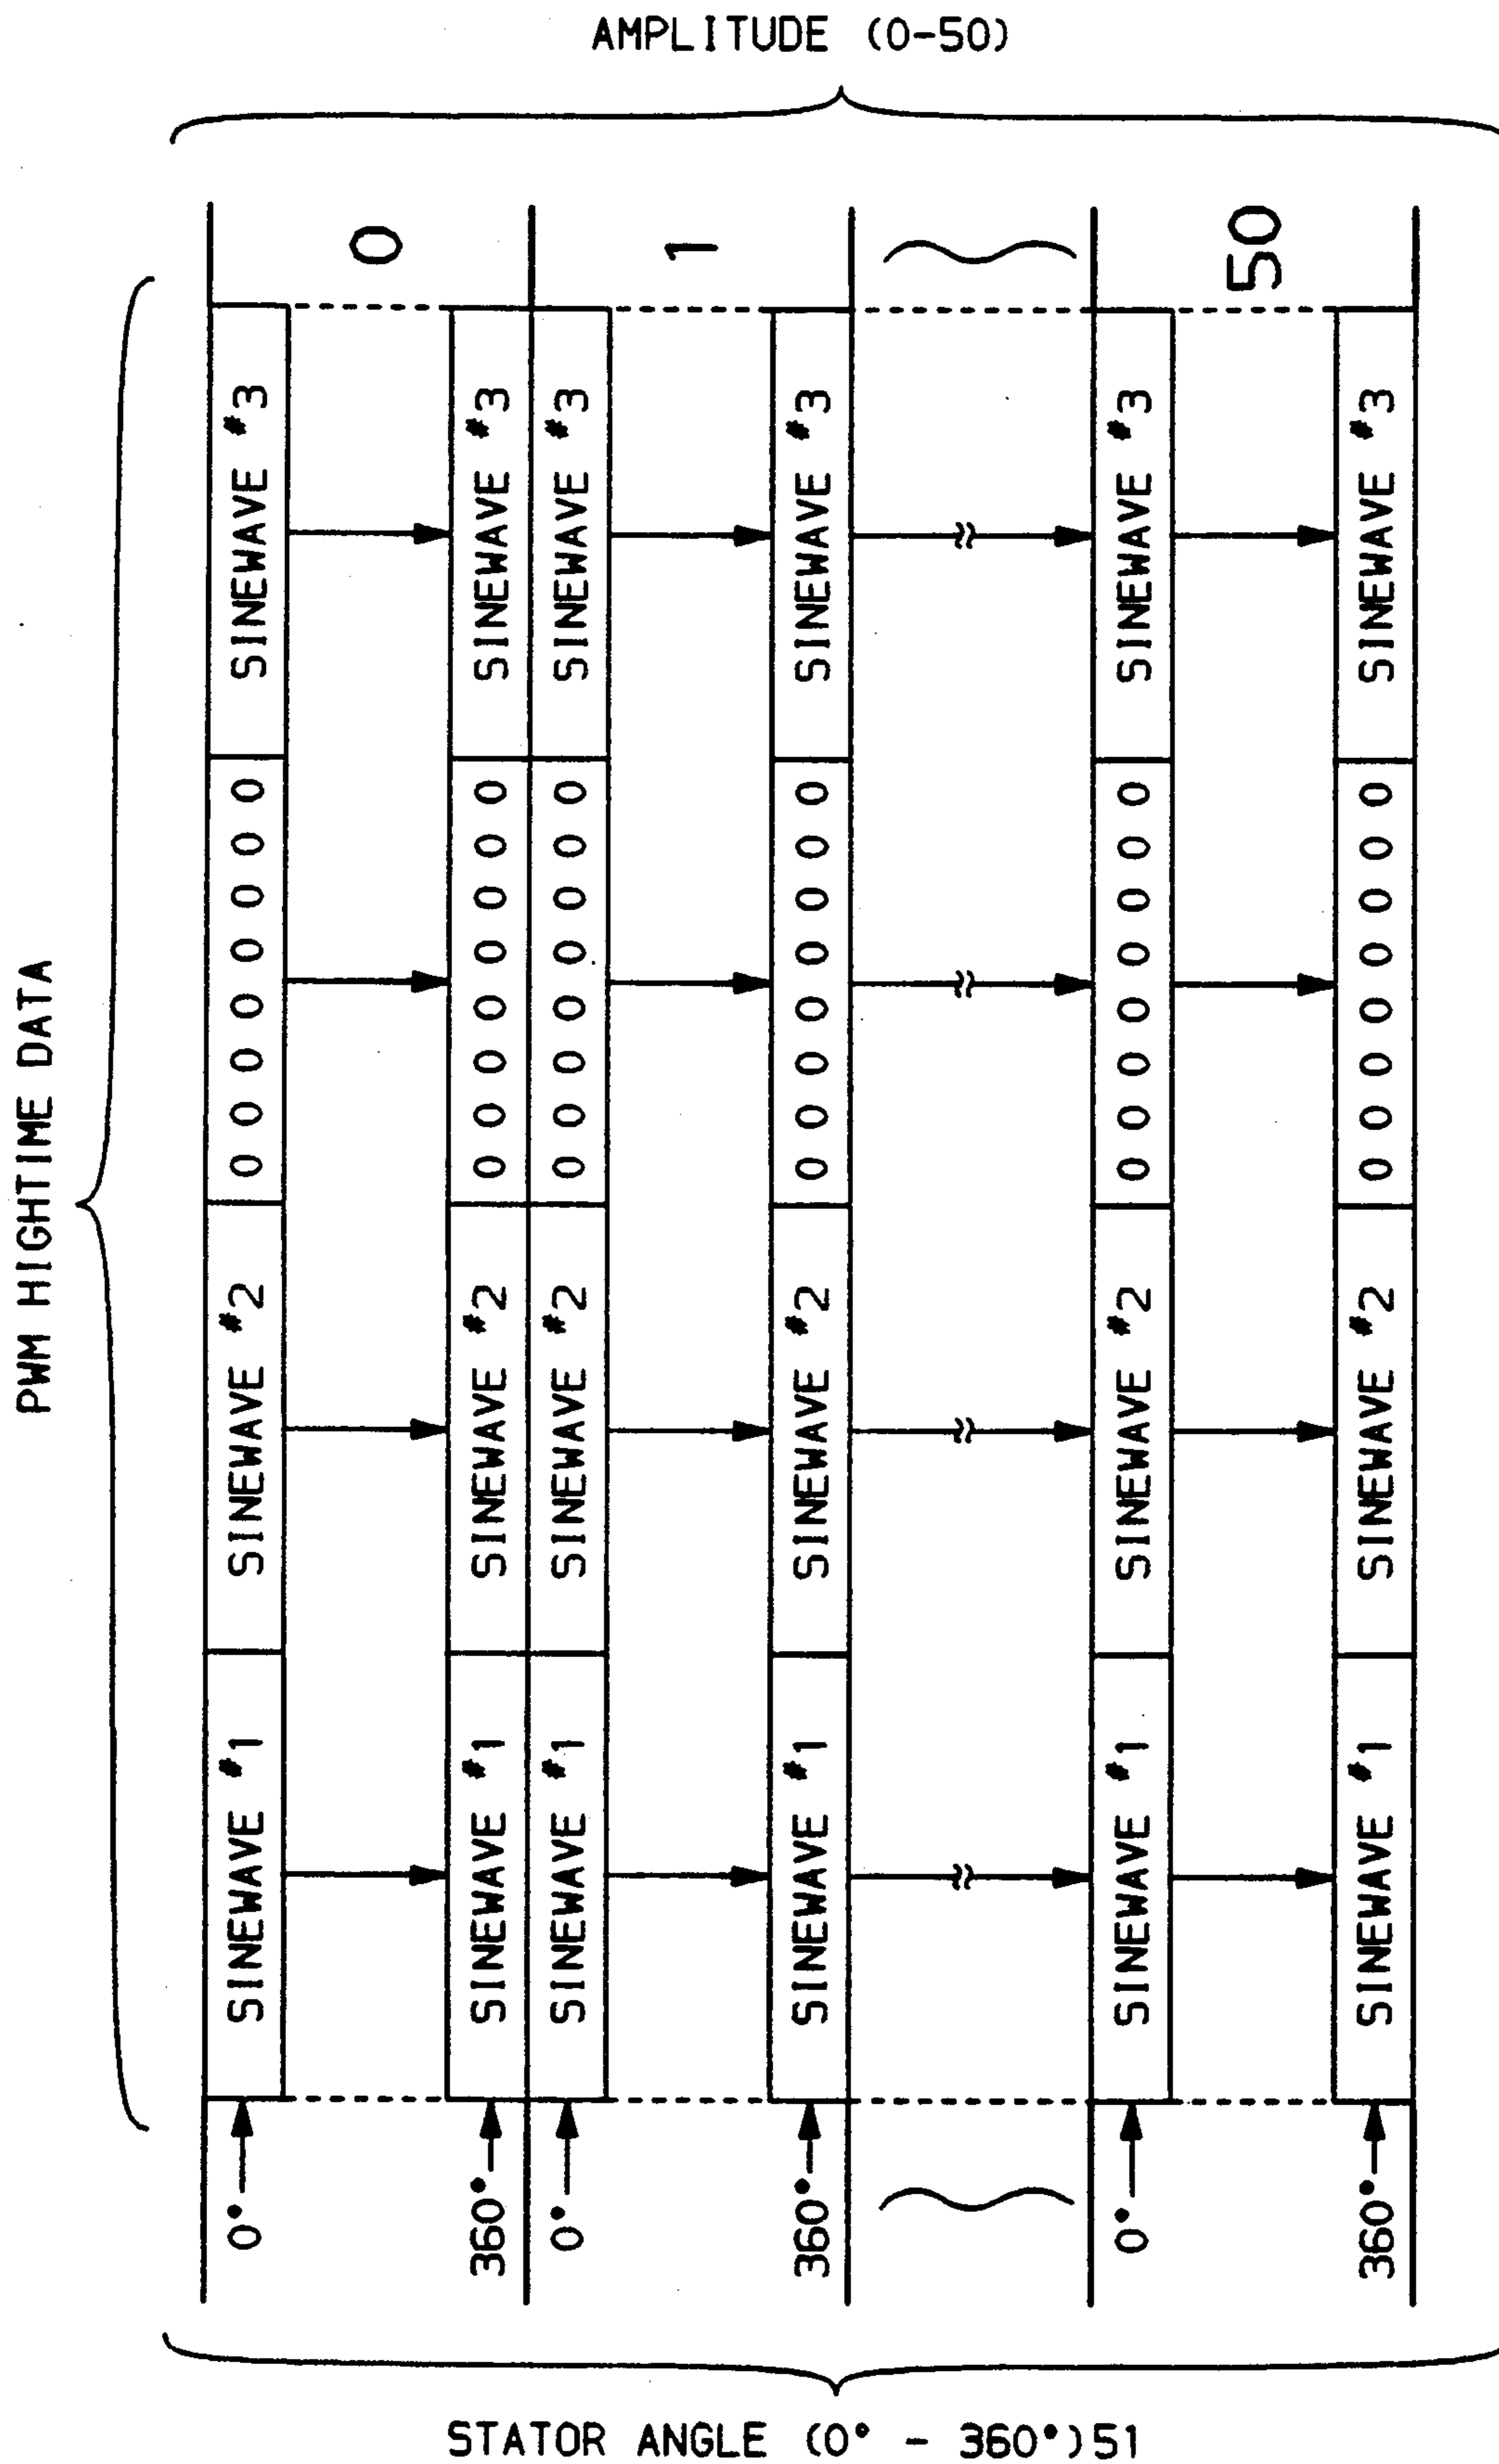 PWM HIGHTIME DATA
STATOR ANGLE (0° - 360°)51
AMPLITUDE (0-50)
0° SINEWAVE #1 SINEWAVE #2 0 0 0 0 0 0 0 0 SINEWAVE #3
0
360° SINEWAVE #1 SINEWAVE #2 0 0 0 0 0 0 0 0 SINEWAVE #3
0° SINEWAVE #1 SINEWAVE #2 0 0 0 0 0 0 0 0 SINEWAVE #3
1
360° SINEWAVE #1 SINEWAVE #2 0 0 0 0 0 0 0 0 SINEWAVE #3
0° SINEWAVE #1 SINEWAVE #2 0 0 0 0 0 0 0 0 SINEWAVE #3
50
360° SINEWAVE #1 SINEWAVE #2 0 0 0 0 0 0 0 0 SINEWAVE #3